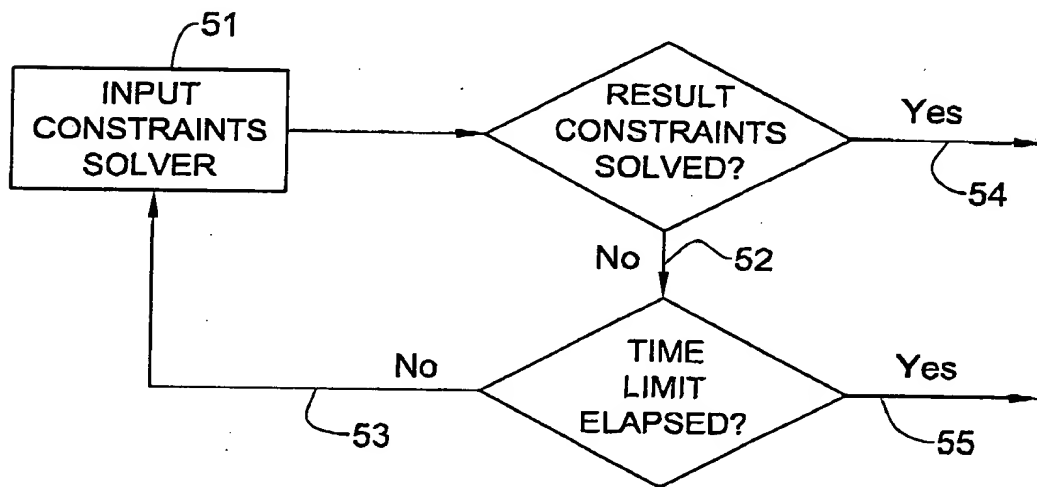 51
INPUT
CONSTRAINTS
SOLVER
RESULT
CONSTRAINTS
SOLVED?
Yes
54
No
52
TIME
LIMIT
ELAPSED?
No
53
Yes
55